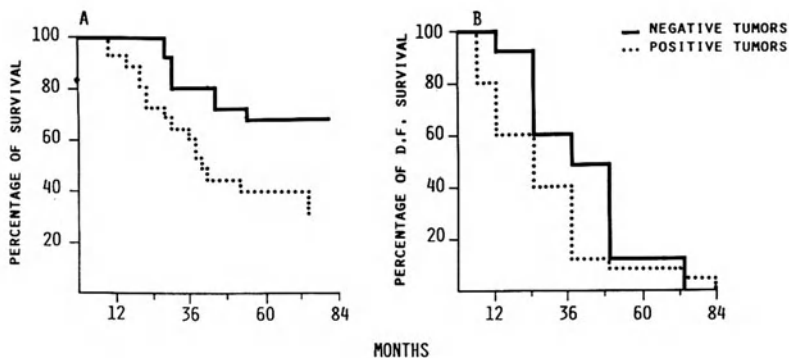 A
PERCENTAGE OF SURVIVAL
100
80
60
40
20
12
36
60
84
B
PERCENTAGE OF D.F. SURVIVAL
100
80
60
40
20
12
36
60
84
NEGATIVE TUMORS
POSITIVE TUMORS
MONTHS